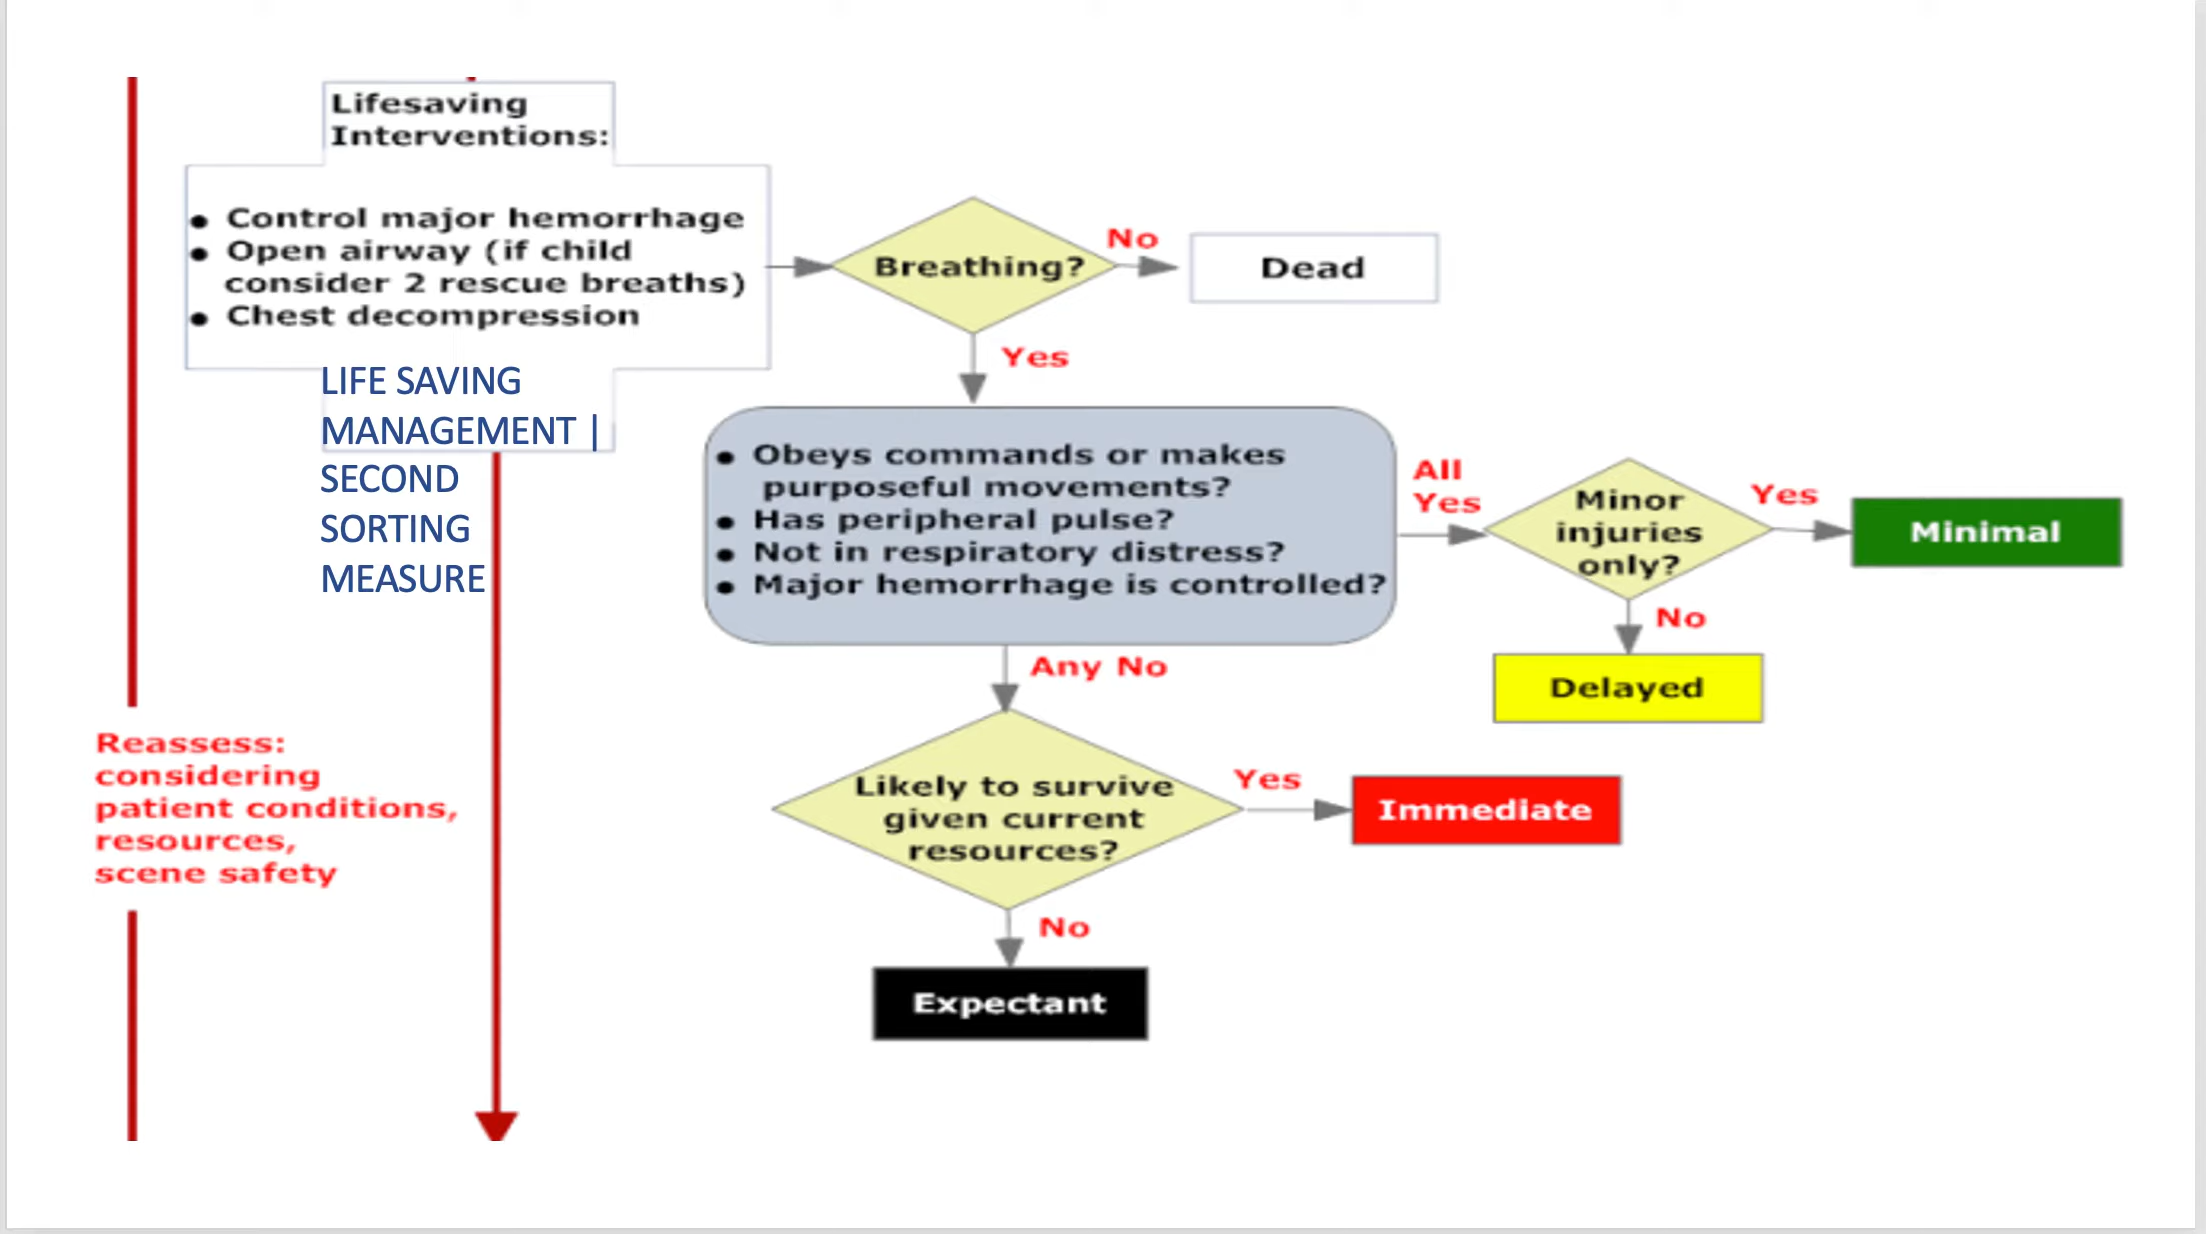 Lifesaving
Interventions:
● Control major hemorrhage
● Open airway (if child
consider 2 rescue breaths)
● Chest decompression
LIFE SAVING
MANAGEMENT |
SECOND
SORTING
MEASURE
Breathing?
No
Dead
Yes
● Obeys commands or makes
purposeful movements?
● Has peripheral pulse?
● Not in respiratory distress?
● Major hemorrhage is controlled?
All
Yes
Minor
injuries
only?
Yes
Minimal
No
Delayed
Any No
Likely to survive
given current
resources?
Yes
Immediate
No
Expectant
Reassess:
considering
patient conditions,
resources,
scene safety